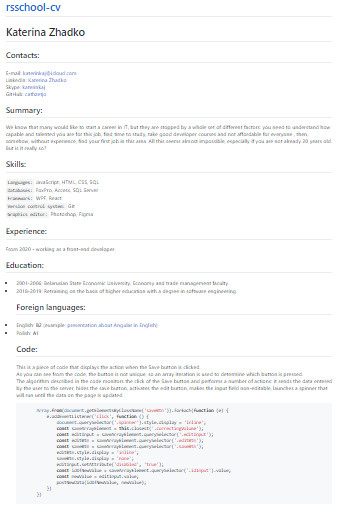 rsschool-cv
Katerina Zhadko
Contacts:
E-mail: katerinkaj@icloud.com
LinkedIn: Katerina Zhadko
Skype: katerinkaj
GitHub: cathzejo
Summary:
We know that many would like to start a career in IT, but they are stopped by a whole set of different factors: you need to understand how
capable and talented you are for this job, find time to study, take good developer courses and not affordable for everyone , then,
somehow, without experience, find your first job in this area. All this seems almost impossible, especially if you are not already 20 years old.
But is it really so?
Skills:
Languages: JavaScript, HTML, CSS, SQL
Databases: FoxPro, Access, SQL Server
Framework: WPF, React
Version control system: Git
Graphics editor: Photoshop, Figma
Experience:
From 2020 - working as a front-end developer
Education:
2001-2006: Belarusian State Economic University, Economy and trade management faculty.
2018-2019: Retraining on the basis of higher education with a degree in software engineering.
Foreign languages:
English: B2 (example: presentation about Angular in English)
Polish: A1
Code:
This is a piece of code that displays the action when the Save button is clicked.
As you can see from the code, the button is not unique, so an array iteration is used to determine which button is pressed.
The algorithm described in the code monitors the click of the Save button and performs a number of actions: it sends the data entered
by the user to the server, hides the save button, activates the edit button, makes the input field non-editable, launches a spinner that
will run until the data on the page is updated.
Array.from(document.getElementsByClassName('saveBtn')).forEach(function (e) {
e.addEventListener('click', function () {
document.querySelector('.spinner').style.display = 'inline';
const saveArrayElement = this.closest('.correctingValue');
const editInput = saveArrayElement.querySelector('.editInput');
const editBtn = saveArrayElement.querySelector('.editBtn');
const saveBtn = saveArrayElement.querySelector('.saveBtn');
editBtn.style.display = 'inline';
saveBtn.style.display = 'none';
editInput.setAttribute('disabled', 'true');
const idOfNewValue = saveArrayElement.querySelector('.idInput').value;
const newValue = editInput.value;
postNewData(idOfNewValue, newValue);
})
})